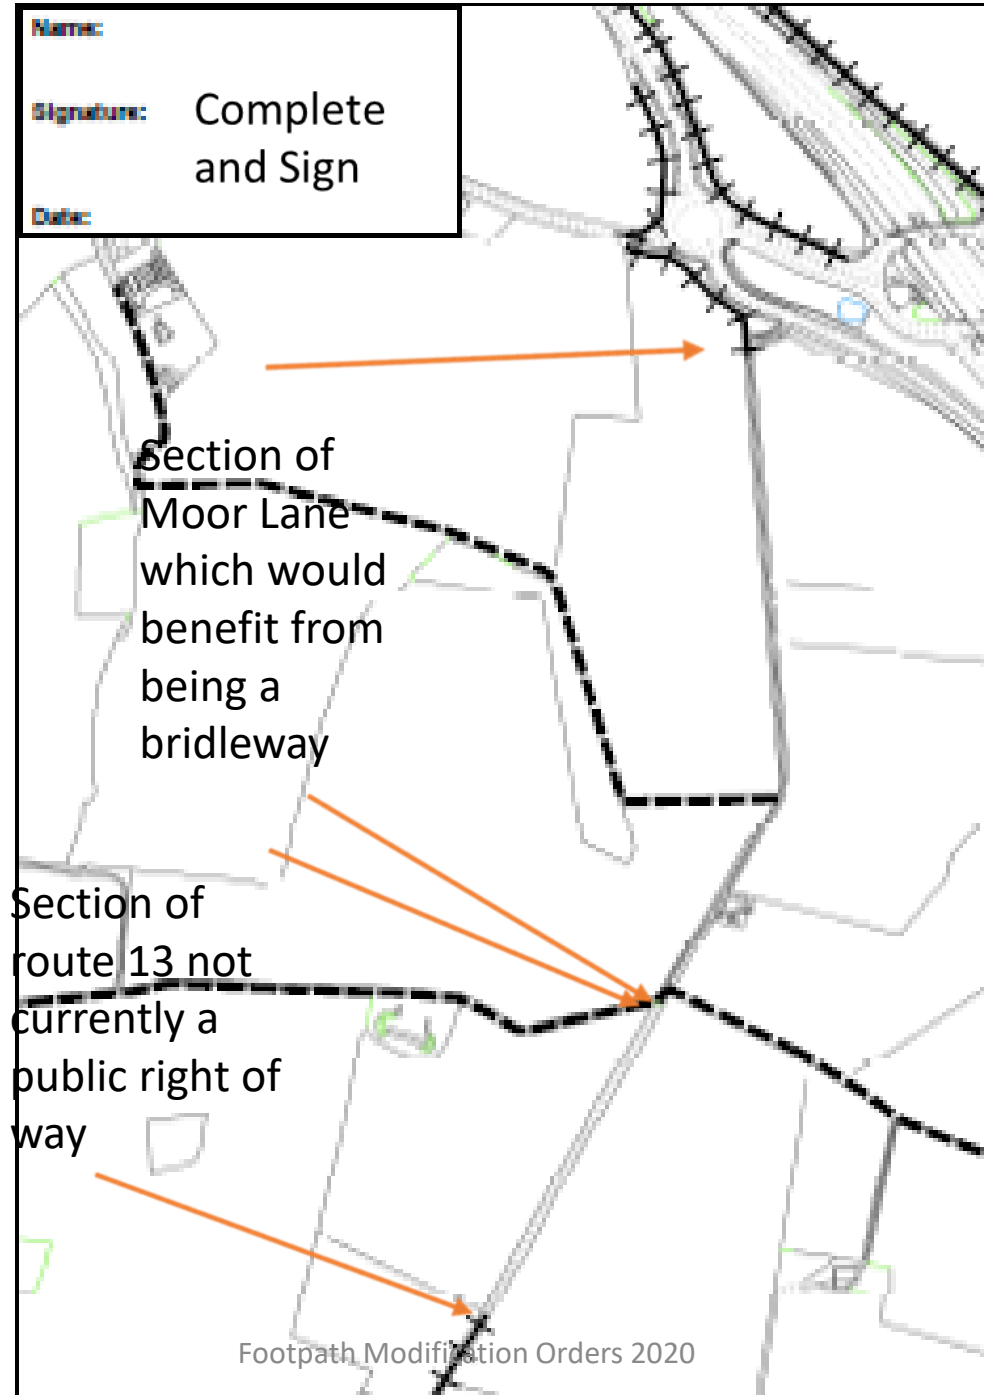 Name:
Signature:
Complete
and Sign
Date:
Section of
Moor Lane
which would
benefit from
being a
bridleway
Section of
route 13 not
currently a
public right of
way
Footpath Modification Orders 2020